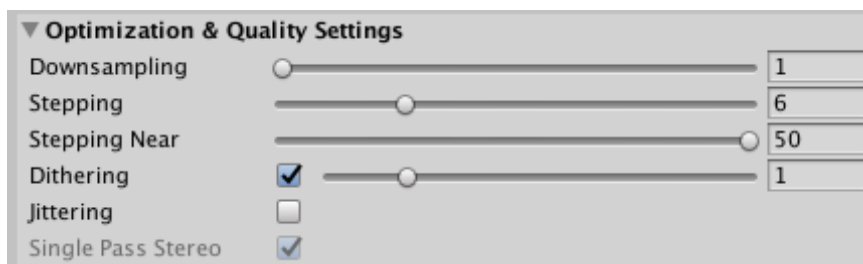 Optimization & Quality Settings
Downsampling 1
Stepping 6
Stepping Near 50
Dithering 1
Jittering
Single Pass Stereo